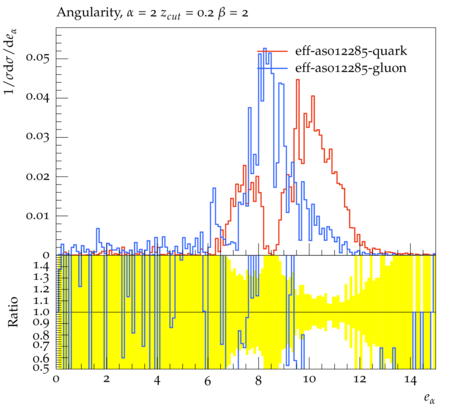 Angularity, α = 2 z_cut = 0.2 β = 2
1/σdσ/de_α
eff-as012285-quark
eff-as012285-gluon
0.05
0.04
0.03
0.02
0.01
0
Ratio
1.4
1.3
1.2
1.1
1.0
0.9
0.8
0.7
0.6
0.5
0 2 4 6 8 10 12 14
e_α